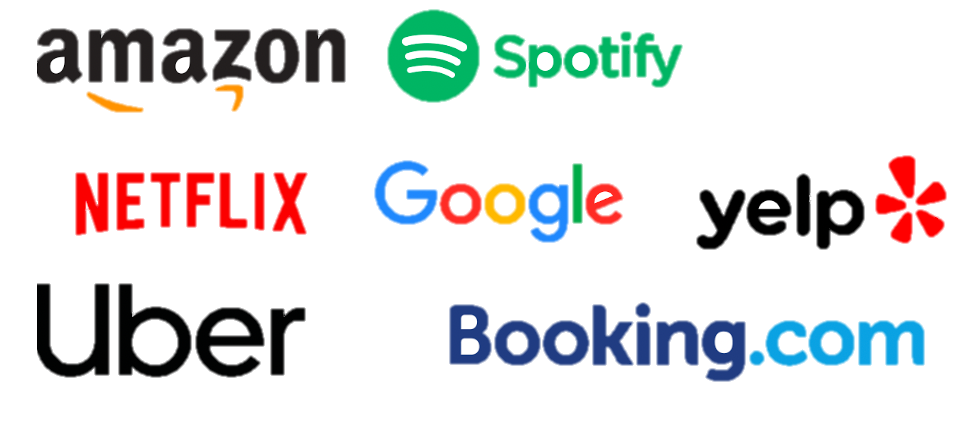 amazon Spotify
NETFLIX Google yelp
Uber Booking.com